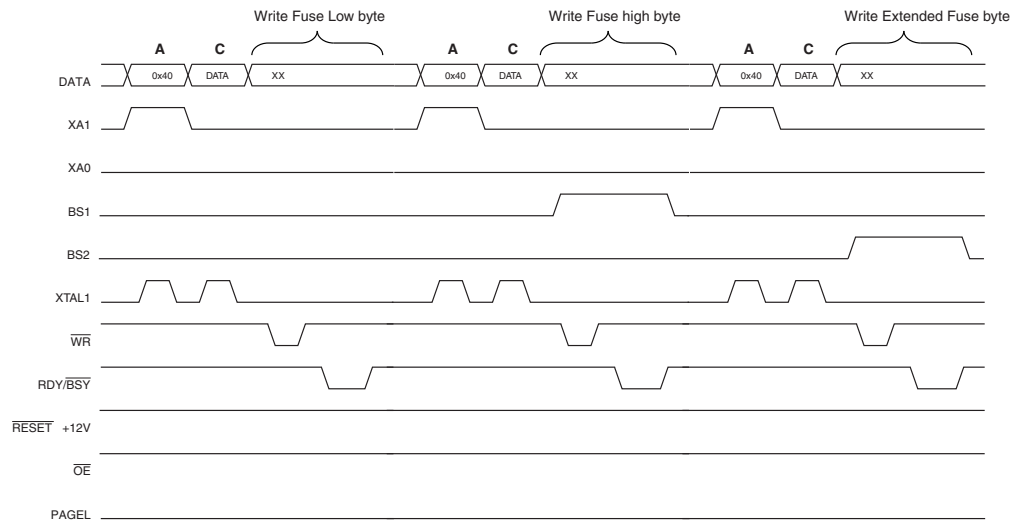 Write Fuse Low byte Write Fuse high byte Write Extended Fuse byte
A C A C A C
DATA 0x40 DATA XX 0x40 DATA XX 0x40 DATA XX
XA1
XA0
BS1
BS2
XTAL1
WR
RDY/BSY
RESET +12V
OE
PAGEL